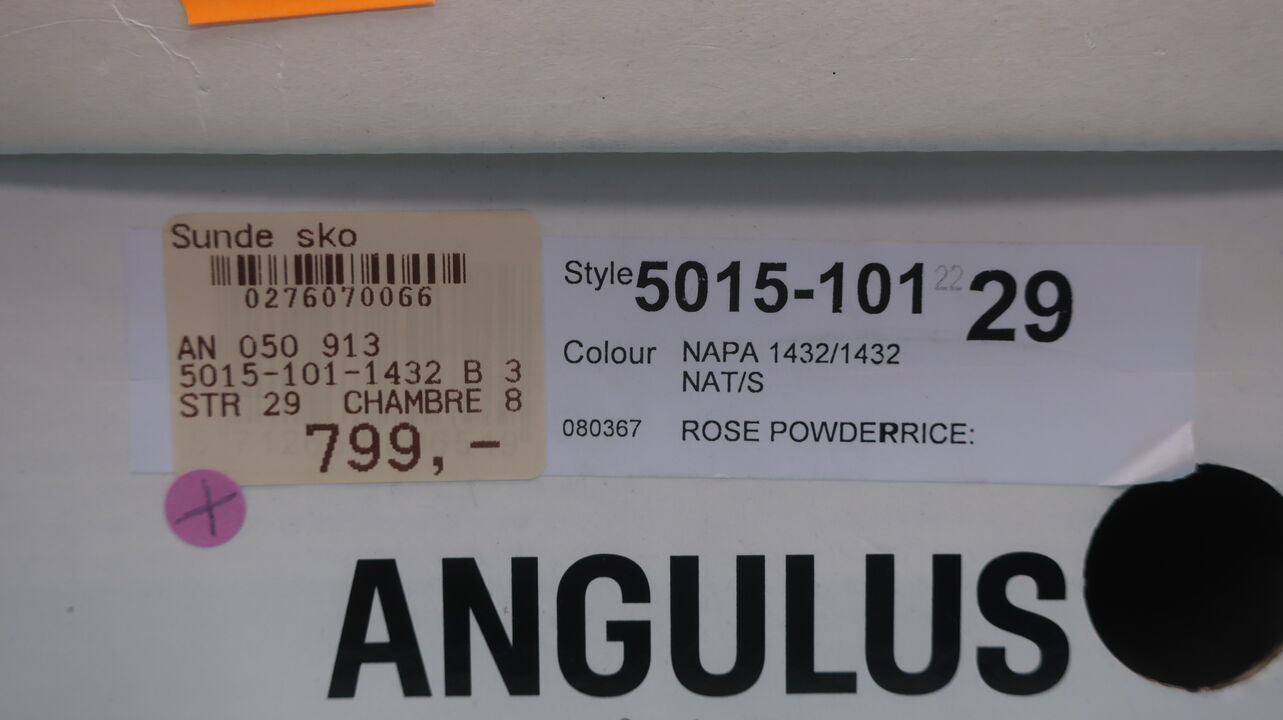 Sunde sko
0276070066
AN 050 913
5015-101-1432 B 3
STR 29 CHAMBRE 8
799,-
Style 5015-101 22 29
Colour NAPA 1432/1432
NAT/S
080367 ROSE POWDERRICE:
ANGULUS